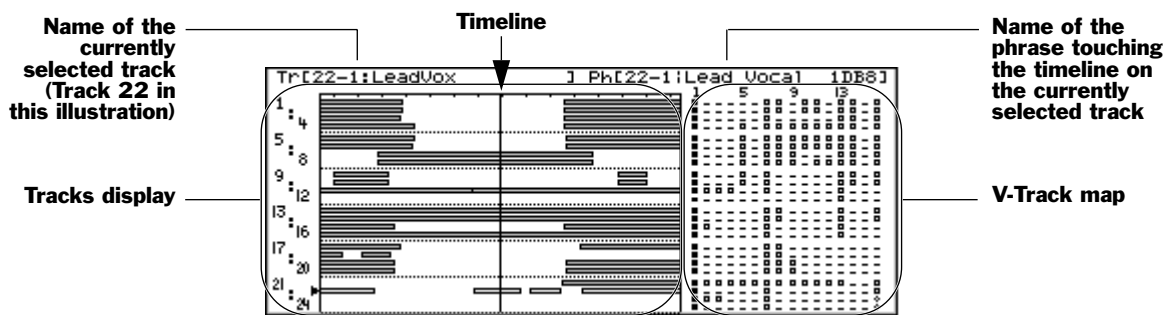 Name of the
currently
selected track
(Track 22 in
this illustration)
Timeline
Name of the
phrase touching
the timeline on
the currently
selected track
Tr[22-1:LeadVox ] Ph[22-1:Lead Vocal 1DB8]
1 5 9 13
1
4
5
8
9
12
13
16
17
20
21
24
Tracks display
V-Track map